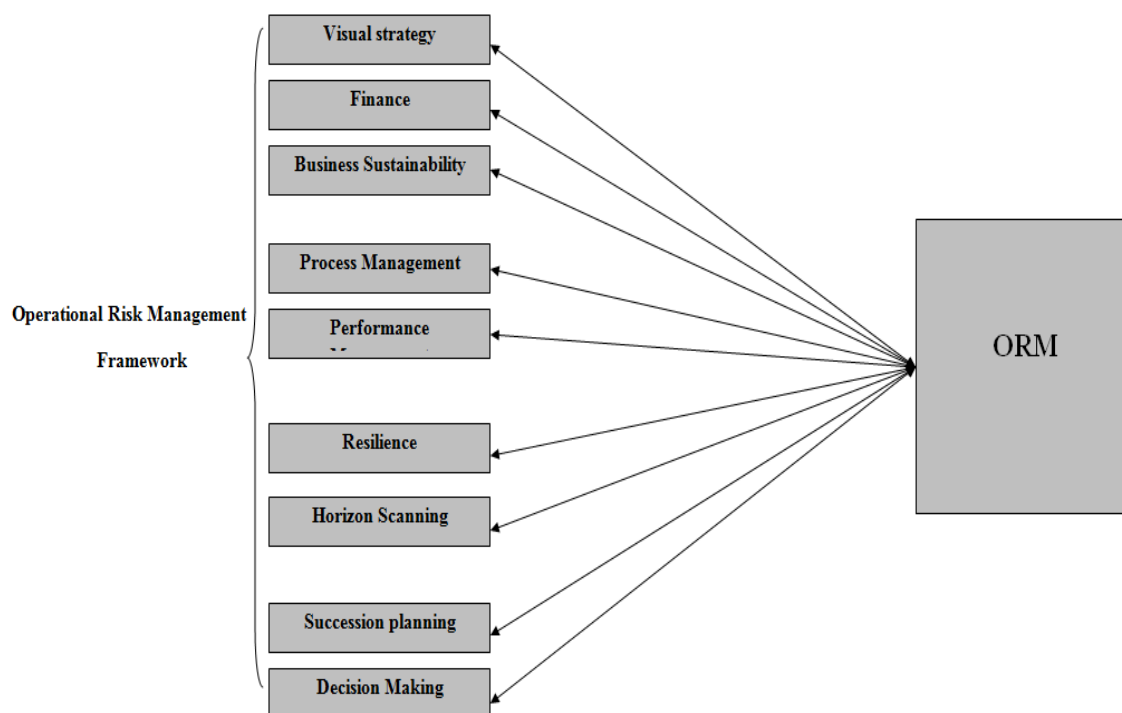 Visual strategy
Finance
Business Sustainability
Process Management
Operational Risk Management
Framework
Performance
Resilience
Horizon Scanning
Succession planning
Decision Making
ORM